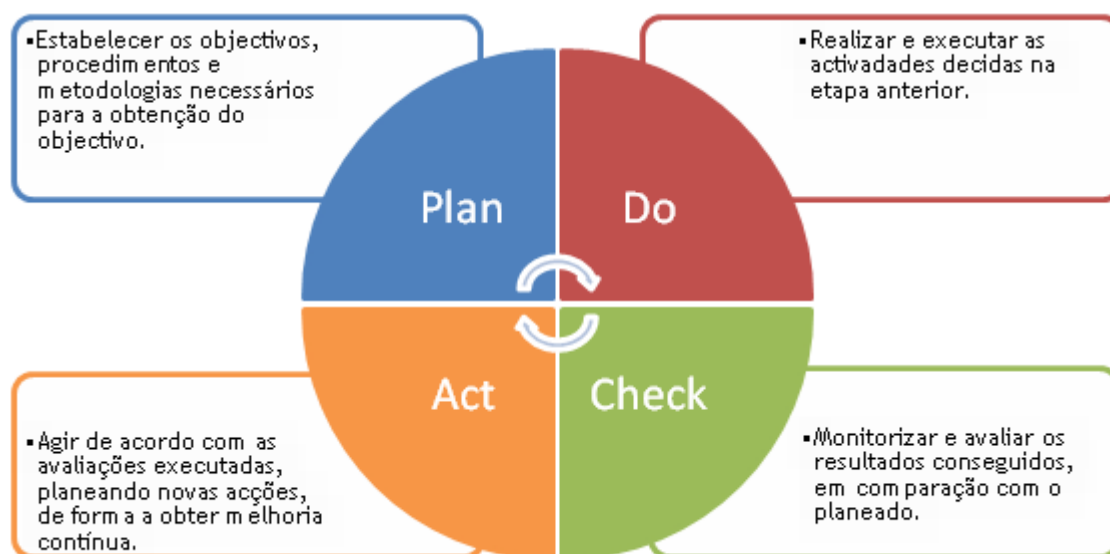 ▪Estabelecer os objectivos,
procedimentos e
metodologias necessários
para a obtenção do
objectivo.
▪Realizar e executar as
activadades decidas na
etapa anterior.
Plan
Do
Act
Check
▪Agir de acordo com as
avaliações executadas,
planeando novas acções,
de forma a obter melhoria
contínua.
▪Monitorizar e avaliar os
resultados conseguidos,
em comparação com o
planeado.